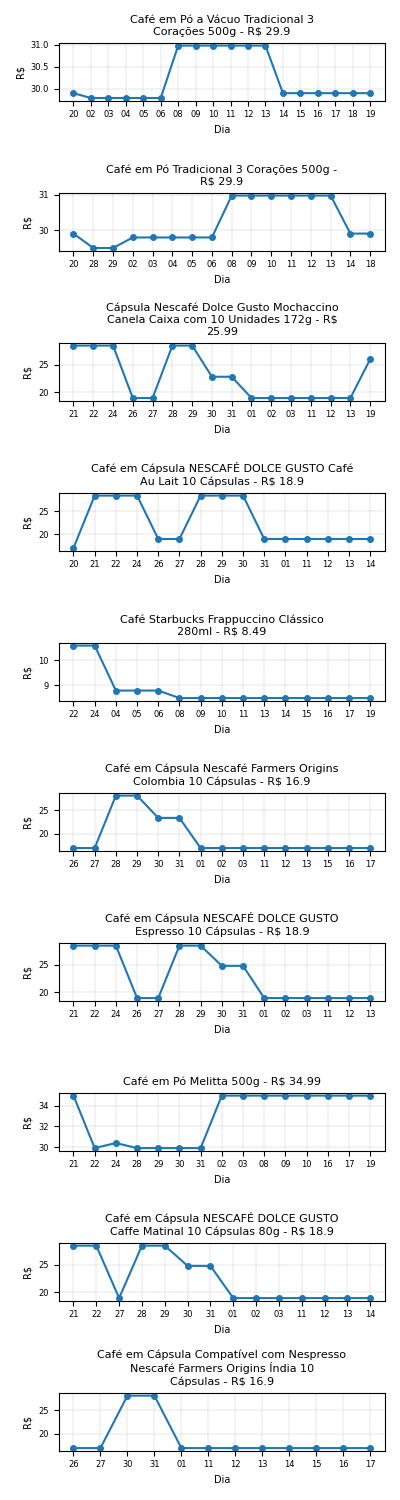 Café em Pó a Vácuo Tradicional 3
Corações 500g - R$ 29.9
31.0
30.5
30.0
R$
20 02 03 04 05 06 08 09 10 11 12 13 14 15 16 17 18 19
Dia
Café em Pó Tradicional 3 Corações 500g -
R$ 29.9
31
30
R$
20 28 29 02 03 04 05 06 08 09 10 11 12 13 14 18
Dia
Cápsula Nescafé Dolce Gusto Mochaccino
Canela Caixa com 10 Unidades 172g - R$
25.99
25
20
R$
21 22 24 26 27 28 29 30 31 01 02 03 11 12 13 19
Dia
Café em Cápsula NESCAFÉ DOLCE GUSTO Café
Au Lait 10 Cápsulas - R$ 18.9
25
20
R$
20 21 22 24 26 27 28 29 30 31 01 11 12 13 14
Dia
Café Starbucks Frappuccino Clássico
280ml - R$ 8.49
10
9
R$
22 24 04 05 06 08 09 10 11 13 14 15 16 17 19
Dia
Café em Cápsula Nescafé Farmers Origins
Colombia 10 Cápsulas - R$ 16.9
25
20
R$
26 27 28 29 30 31 01 02 03 11 12 13 15 16 17
Dia
Café em Cápsula NESCAFÉ DOLCE GUSTO
Espresso 10 Cápsulas - R$ 18.9
25
20
R$
21 22 24 26 27 28 29 30 31 01 02 03 11 12 13
Dia
Café em Pó Melitta 500g - R$ 34.99
34
32
30
R$
21 22 24 28 29 30 31 02 03 08 09 10 16 17 19
Dia
Café em Cápsula NESCAFÉ DOLCE GUSTO
Caffe Matinal 10 Cápsulas 80g - R$ 18.9
25
20
R$
21 22 27 28 29 30 31 01 02 03 11 12 13 14
Dia
Café em Cápsula Compatível com Nespresso
Nescafé Farmers Origins Índia 10
Cápsulas - R$ 16.9
25
20
R$
26 27 30 31 01 11 12 13 14 15 16 17
Dia